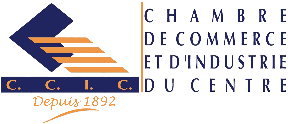 C. C. I. C.
Depuis 1892
CHAMBRE
DE COMMERCE
ET D'INDUSTRIE
DU CENTRE